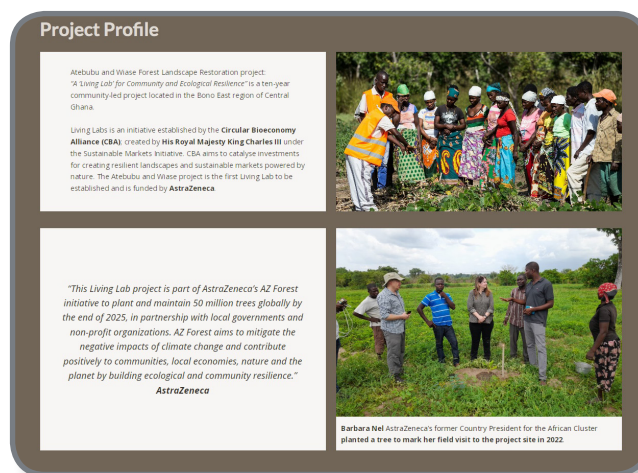 Project Profile
Atebubu and Wiase Forest Landscape Restoration project:
"A 'Living Lab' for Community and Ecological Resilience" is a ten-year
community-led project located in the Bono East region of Central
Ghana.
Living Labs is an initiative established by the Circular Bioeconomy
Alliance (CBA); created by His Royal Majesty King Charles III under
the Sustainable Markets Initiative. CBA aims to catalyse investments
for creating resilient landscapes and sustainable markets powered by
nature. The Atebubu and Wiase project is the first Living Lab to be
established and is funded by AstraZeneca.
"This Living Lab project is part of AstraZeneca's AZ Forest
initiative to plant and maintain 50 million trees globally by
the end of 2025, in partnership with local governments and
non-profit organizations. AZ Forest aims to mitigate the
negative impacts of climate change and contribute
positively to communities, local economies, nature and the
planet by building ecological and community resilience."
AstraZeneca
Barbara Nel AstraZeneca's former Country President for the African Cluster
planted a tree to mark her field visit to the project site in 2022.